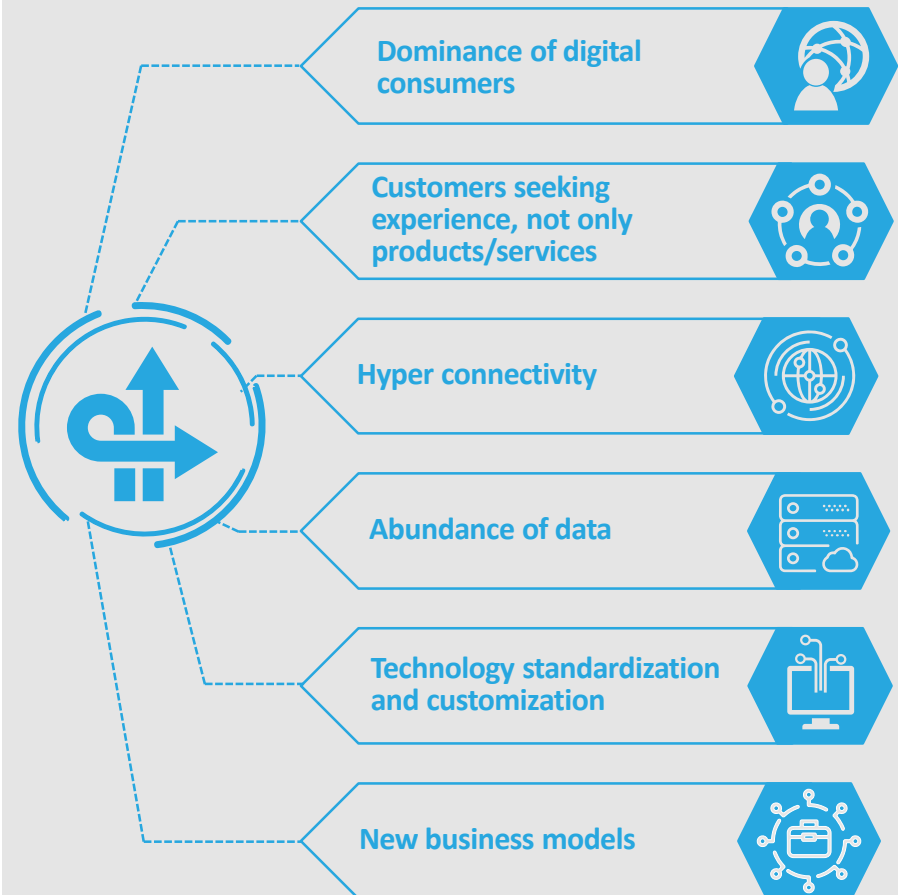 Dominance of digital
consumers
Customers seeking
experience, not only
products/services
Hyper connectivity
Abundance of data
Technology standardization
and customization
New business models